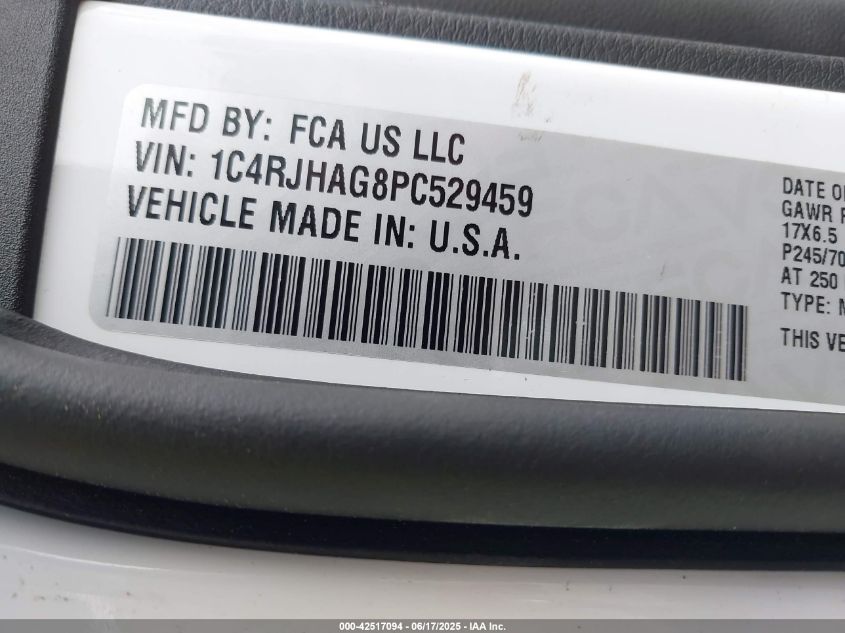 MFD BY: FCA US LLC
VIN: 1C4RJHAG8PC529459
VEHICLE MADE IN: U.S.A.
DATE
GAWR
17X6.5
P245/70
AT 250
TYPE:
THIS
000-42517094 - 06/17/2025 - IAA Inc.